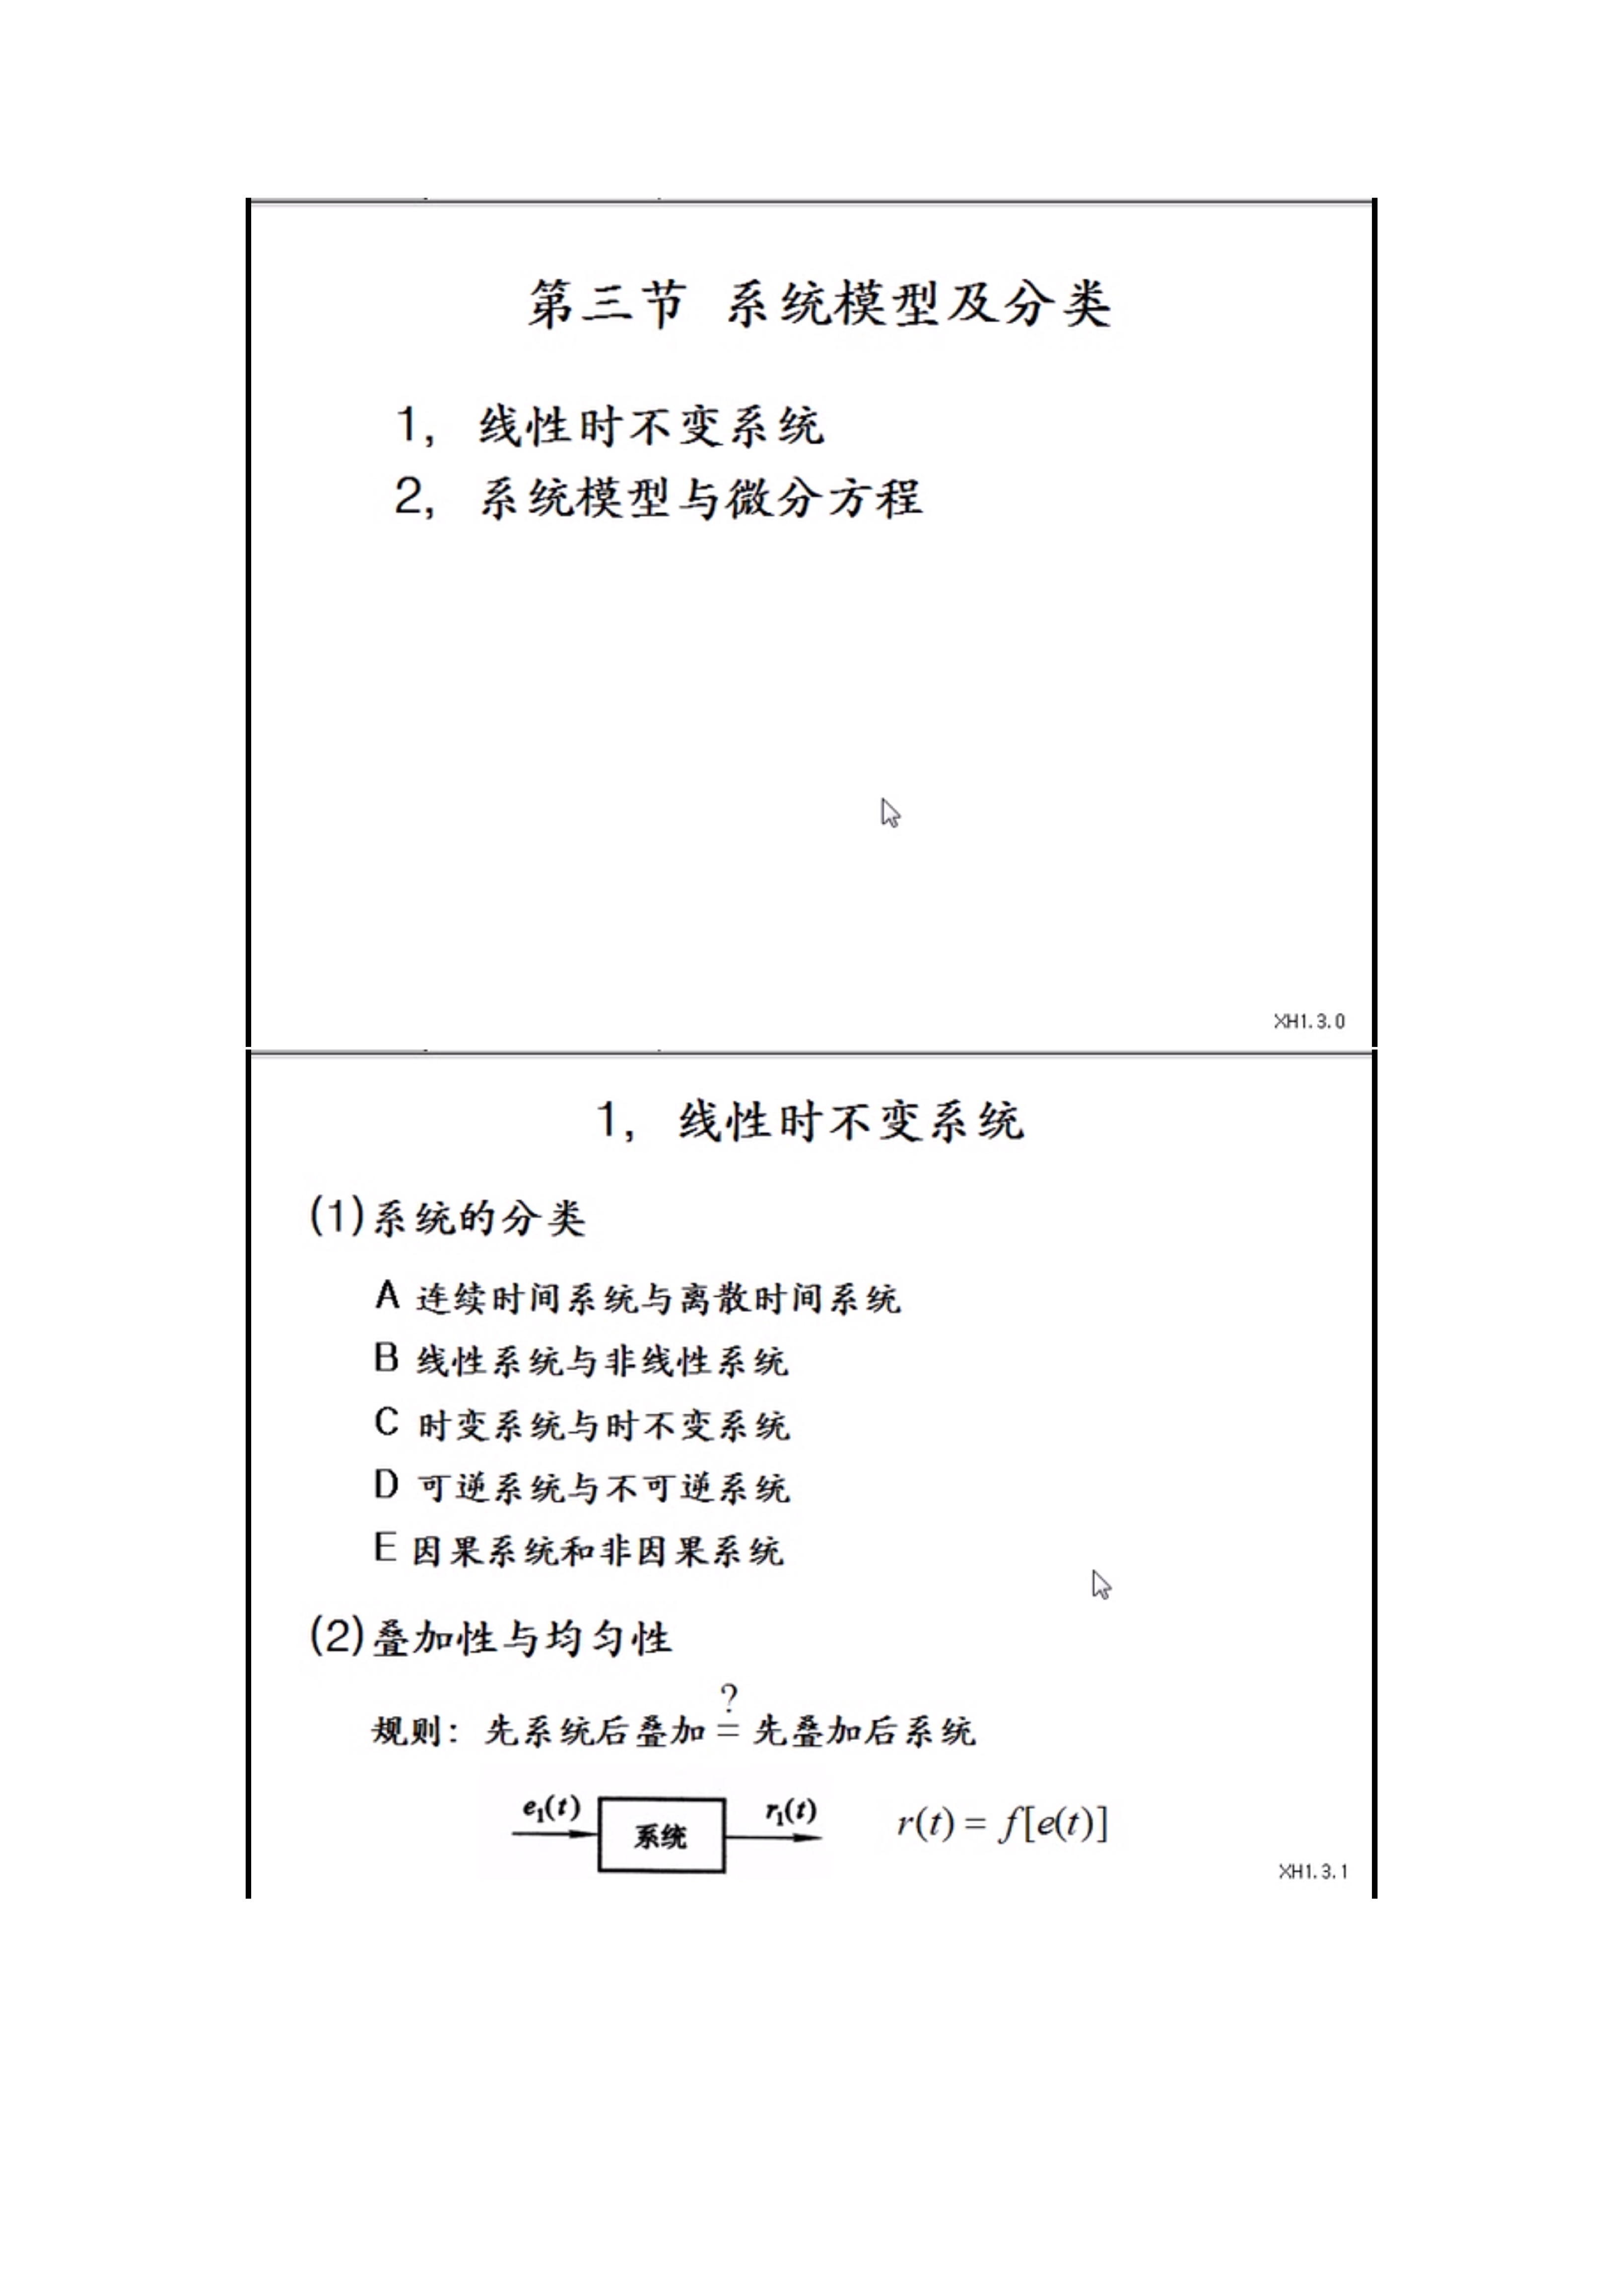 第三节 系统模型及分类
1, 线性时不变系统
2, 系统模型与微分方程
XH1.3.0
1, 线性时不变系统
(1)系统的分类
A 连续时间系统与离散时间系统
B 线性系统与非线性系统
C 时变系统与时不变系统
D 可逆系统与不可逆系统
E 因果系统和非因果系统
(2)叠加性与均匀性
?
规则：先系统后叠加 = 先叠加后系统
e₁(t) 系统 r₁(t) r(t) = f[e(t)]
XH1.3.1